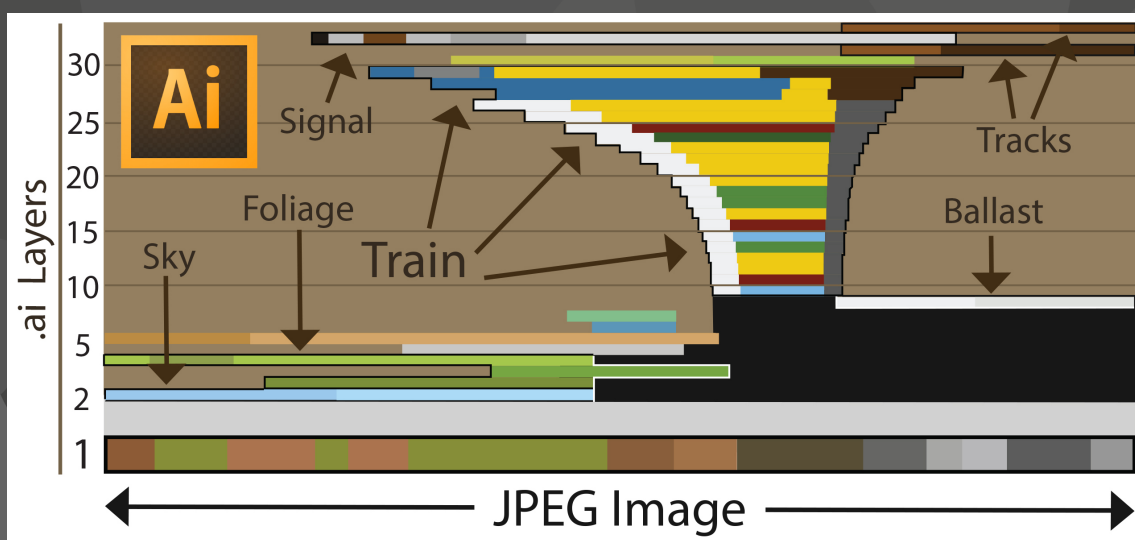 30
Ai
Signal
25
Tracks
20
Foliage
Ballast
15
Sky
Train
10
.ai Layers
5
2
1
JPEG Image